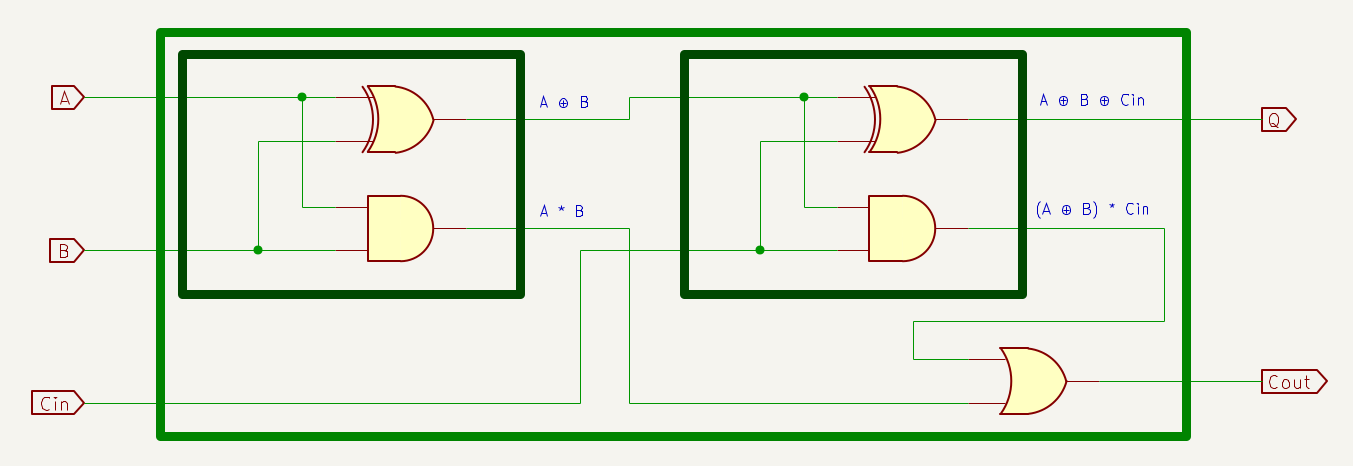 A
A ⊕ B
A ⊕ B ⊕ Cin
Q
A * B
(A ⊕ B) * Cin
B
Cin
Cout